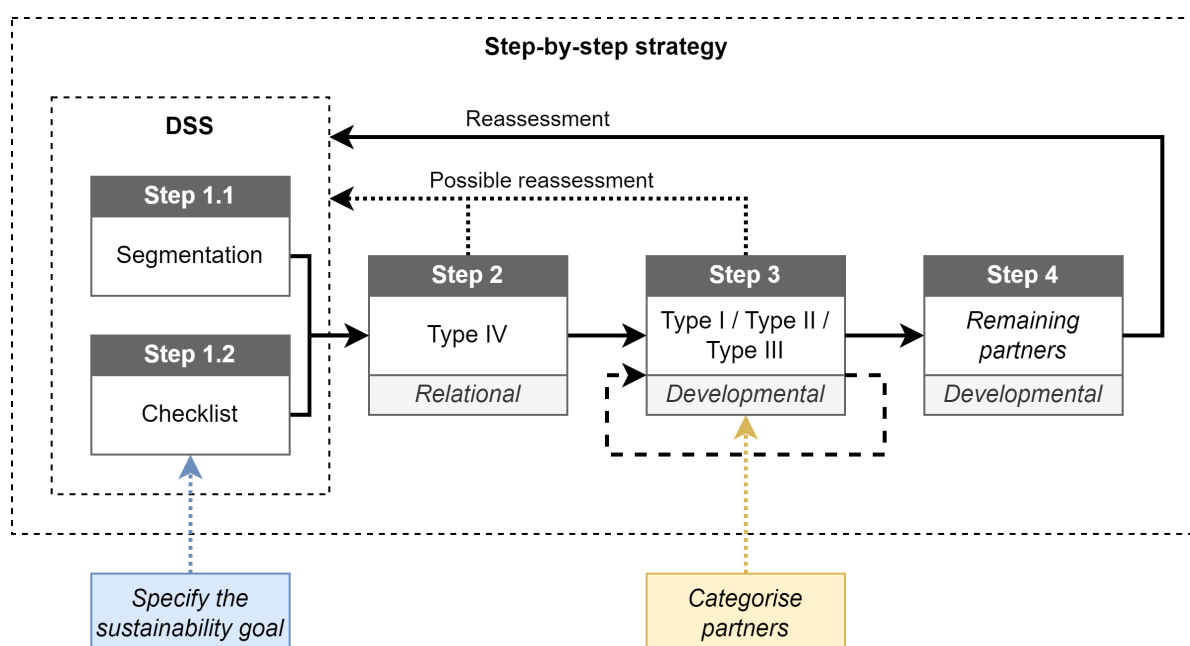 Step-by-step strategy
DSS
Reassessment
Possible reassessment
Step 1.1
Segmentation
Step 1.2
Checklist
Step 2
Type IV
Relational
Step 3
Type I / Type II /
Type III
Developmental
Step 4
Remaining
partners
Developmental
Specify the
sustainability goal
Categorise
partners